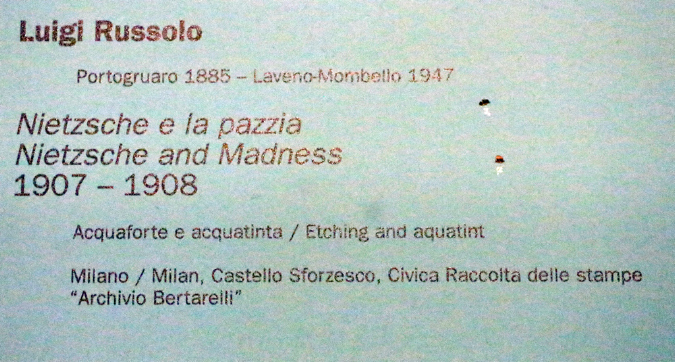 Luigi Russolo
Portogruaro 1885 – Laveno-Mombello 1947
Nietzsche e la pazzia
Nietzsche and Madness
1907 – 1908
Acquaforte e acquatinta / Etching and aquatint
Milano / Milan, Castello Sforzesco, Civica Raccolta delle stampe
“Archivio Bertarelli”